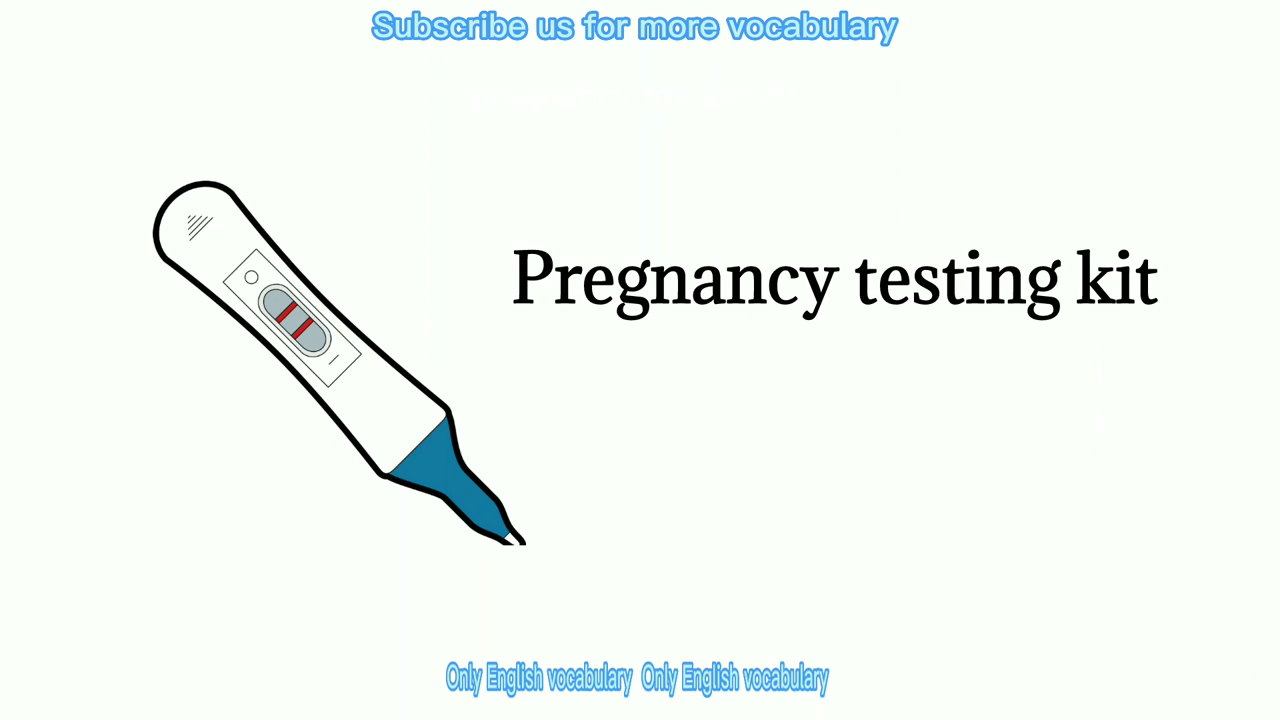 Subscribe us for more vocabulary
Pregnancy testing kit
Only English vocabulary Only English vocabulary